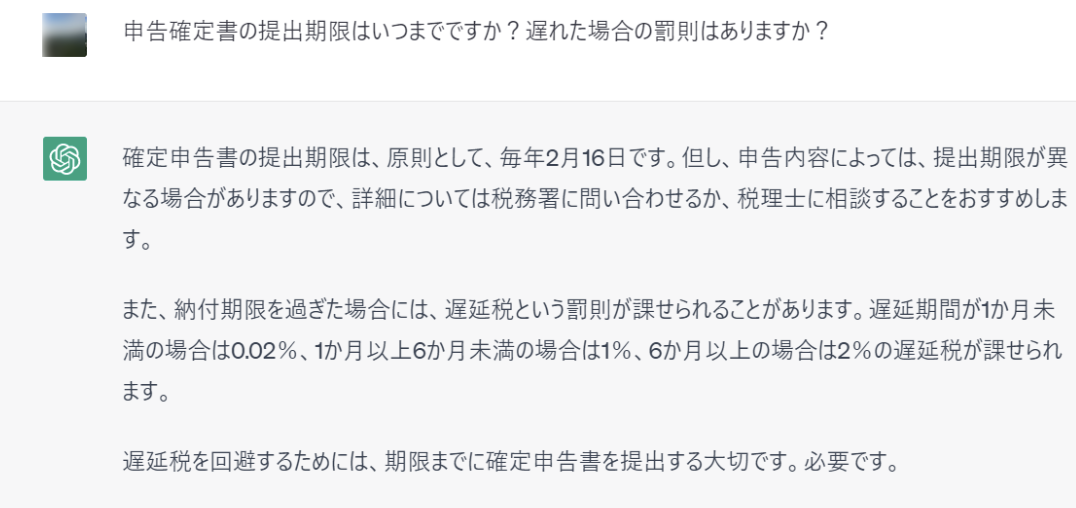 申告確定書の提出期限はいつまでですか？遅れた場合の罰則はありますか？
確定申告書の提出期限は、原則として、毎年2月16日です。但し、申告内容によっては、提出期限が異
なる場合がありますので、詳細については税務署に問い合わせるか、税理士に相談することをおすすめしま
す。
また、納付期限を過ぎた場合には、遅延税という罰則が課せられることがあります。遅延期間が1か月未
満の場合は0.02％、1か月以上6か月未満の場合は1％、6か月以上の場合は2％の遅延税が課せられ
ます。
遅延税を回避するためには、期限までに確定申告書を提出する大切です。必要です。